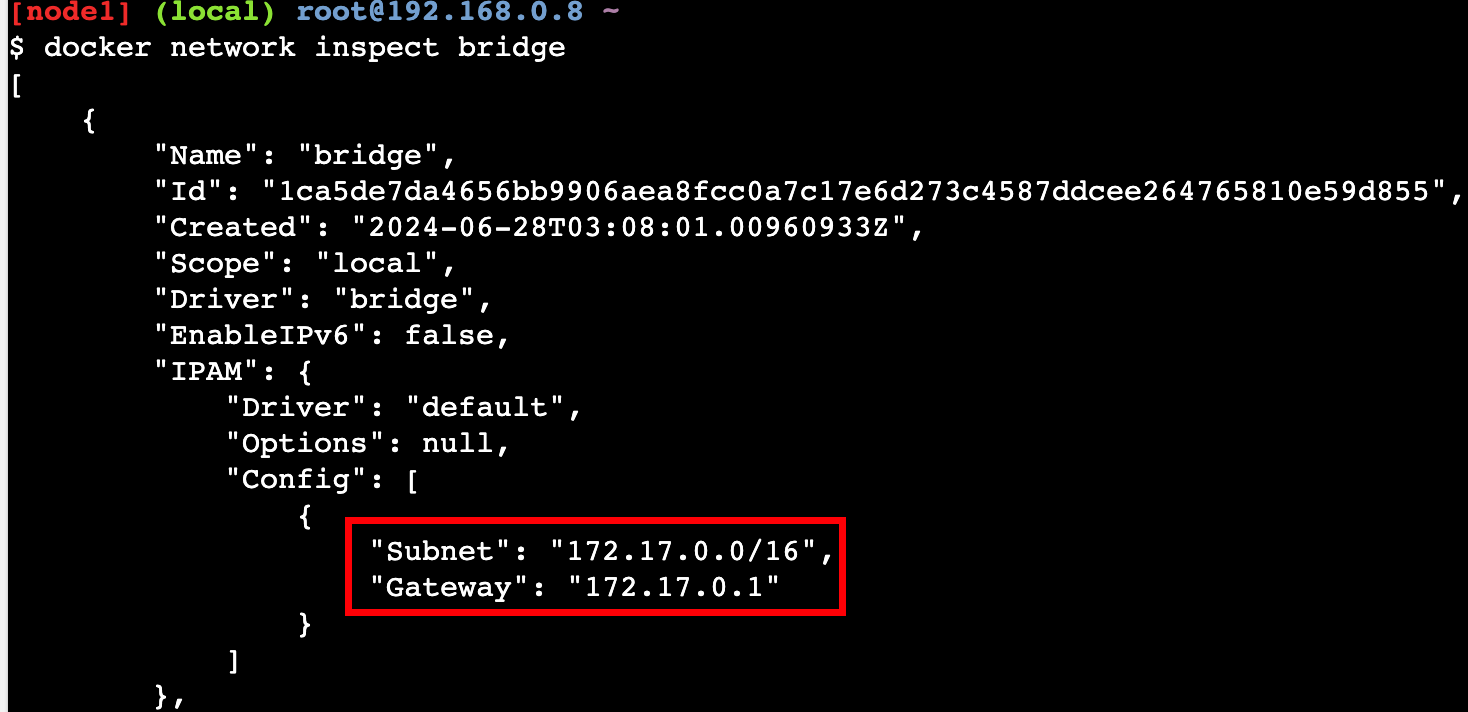 [node1] (local) root@192.168.0.8 ~
$ docker network inspect bridge
[
    {
        "Name": "bridge",
        "Id": "1ca5de7da4656bb9906aea8fcc0a7c17e6d273c4587ddcee264765810e59d855",
        "Created": "2024-06-28T03:08:01.00960933Z",
        "Scope": "local",
        "Driver": "bridge",
        "EnableIPv6": false,
        "IPAM": {
            "Driver": "default",
            "Options": null,
            "Config": [
                {
                    "Subnet": "172.17.0.0/16",
                    "Gateway": "172.17.0.1"
                }
            ]
        },